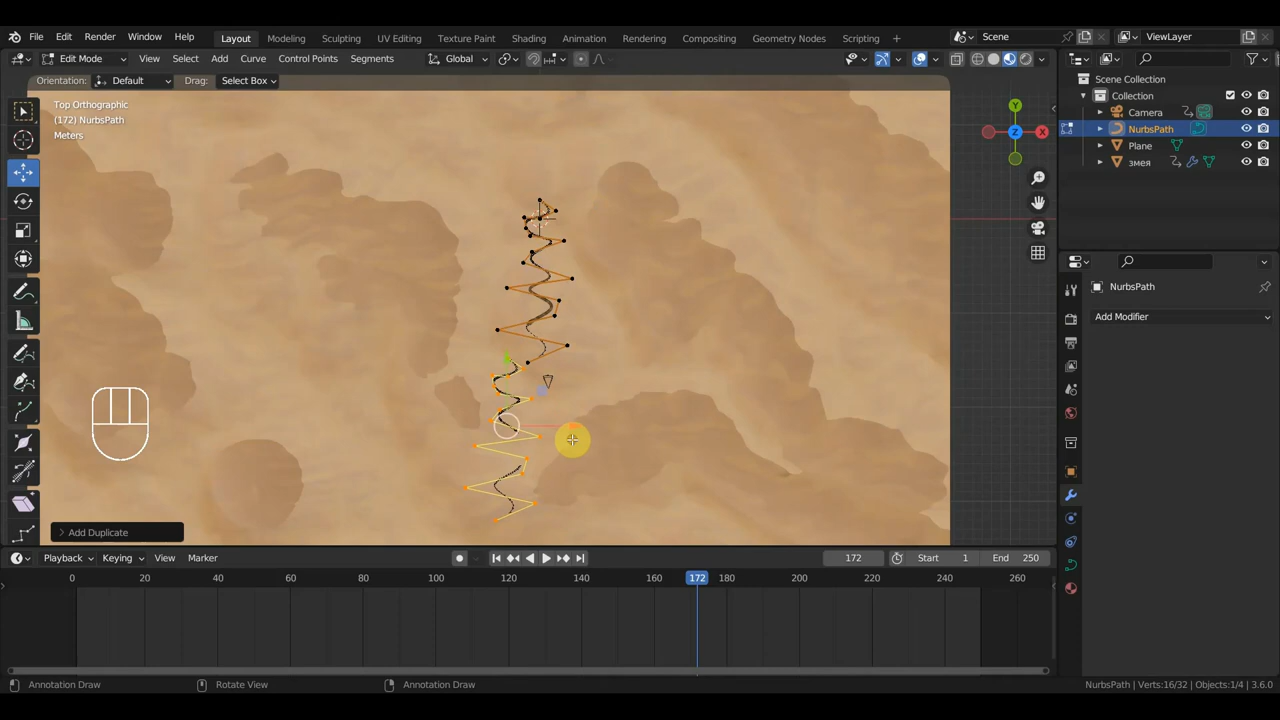 File Edit Render Window Help Layout Modeling Sculpting UV Editing Texture Paint Shading Animation Rendering Compositing Geometry Nodes Scripting + Scene ViewLayer
Edit Mode View Select Add Curve Control Points Segments Global
Orientation: Default Drag: Select Box
Top Orthographic
(172) NurbsPath
Meters
Scene Collection
Collection
Camera
NurbsPath
Plane
змея
Y
Z
X
NurbsPath
Add Modifier
Add Duplicate
Playback Keying View Marker 172 Start 1 End 250
0 20 40 60 80 100 120 140 160 172 180 200 220 240 260
Annotation Draw Rotate View Annotation Draw NurbsPath | Verts:16/32 | Objects:1/4 | 3.6.0